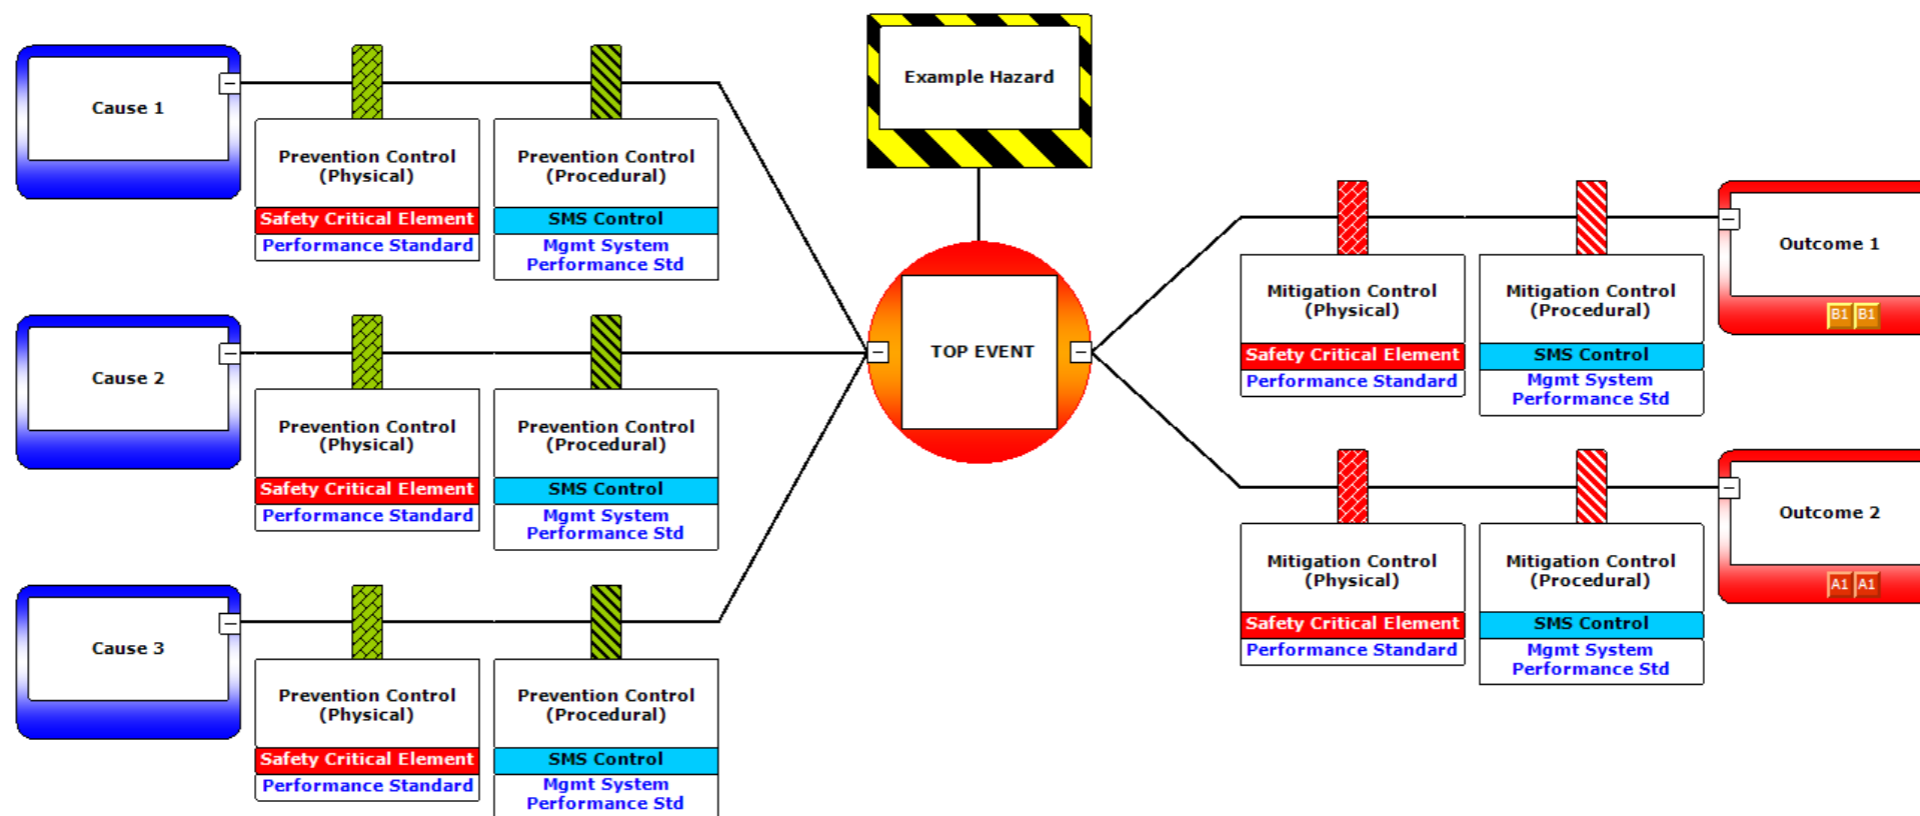 Example Hazard
Cause 1
Prevention Control
(Physical)
Safety Critical Element
Performance Standard
Prevention Control
(Procedural)
SMS Control
Mgmt System
Performance Std
Cause 2
Prevention Control
(Physical)
Safety Critical Element
Performance Standard
Prevention Control
(Procedural)
SMS Control
Mgmt System
Performance Std
Cause 3
Prevention Control
(Physical)
Safety Critical Element
Performance Standard
Prevention Control
(Procedural)
SMS Control
Mgmt System
Performance Std
TOP EVENT
Mitigation Control
(Physical)
Safety Critical Element
Performance Standard
Mitigation Control
(Procedural)
SMS Control
Mgmt System
Performance Std
Outcome 1
B1 B1
Mitigation Control
(Physical)
Safety Critical Element
Performance Standard
Mitigation Control
(Procedural)
SMS Control
Mgmt System
Performance Std
Outcome 2
A1 A1